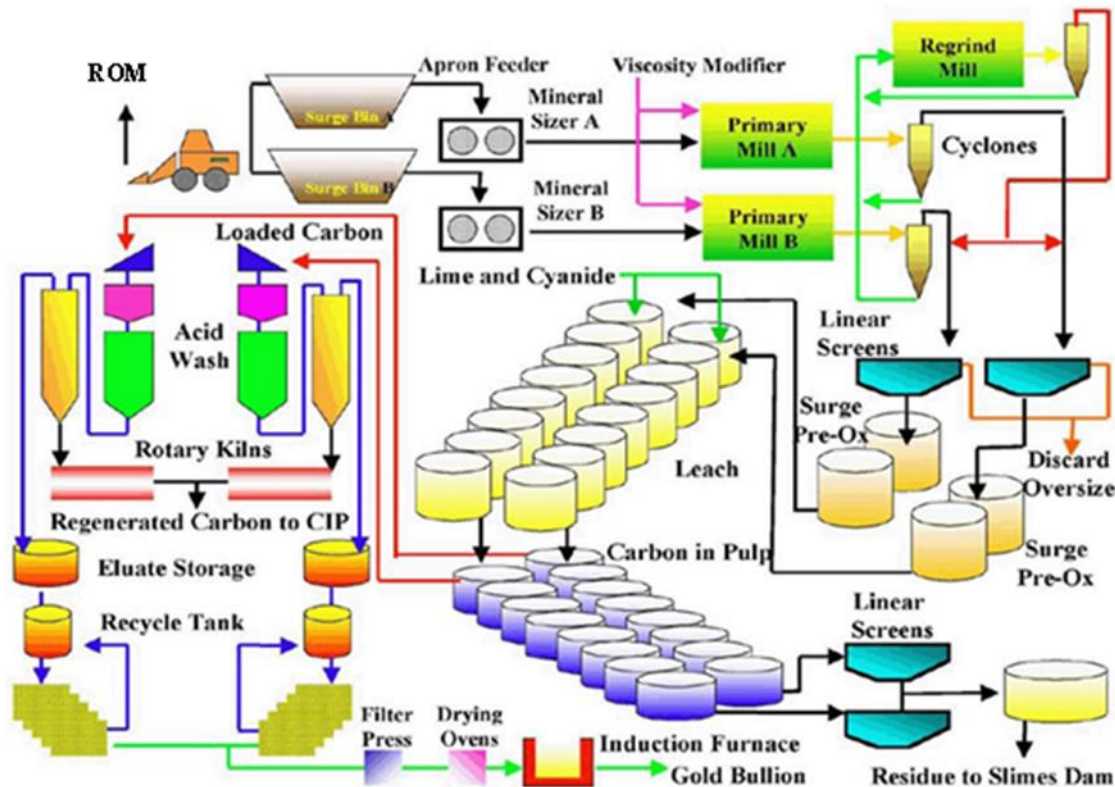 ROM
Apron Feeder
Viscosity Modifier
Regrind
Mill
Surge Bin A
Mineral
Sizer A
Primary
Mill A
Cyclones
Surge Bin B
Mineral
Sizer B
Primary
Mill B
Loaded Carbon
Lime and Cyanide
Linear
Screens
Acid
Wash
Surge
Pre-Ox
Rotary Kilns
Leach
Discard
Oversize
Regenerated Carbon to CIP
Carbon in Pulp
Surge
Pre-Ox
Eluate Storage
Recycle Tank
Linear
Screens
Filter
Press
Drying
Ovens
Induction Furnace
Gold Bullion
Residue to Slimes Dam